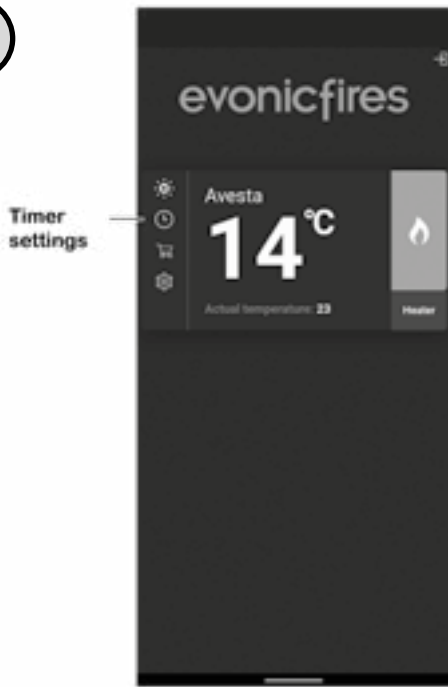 evonicfires
Timer
settings
Avesta
14°C
Actual temperature: 23
Heater